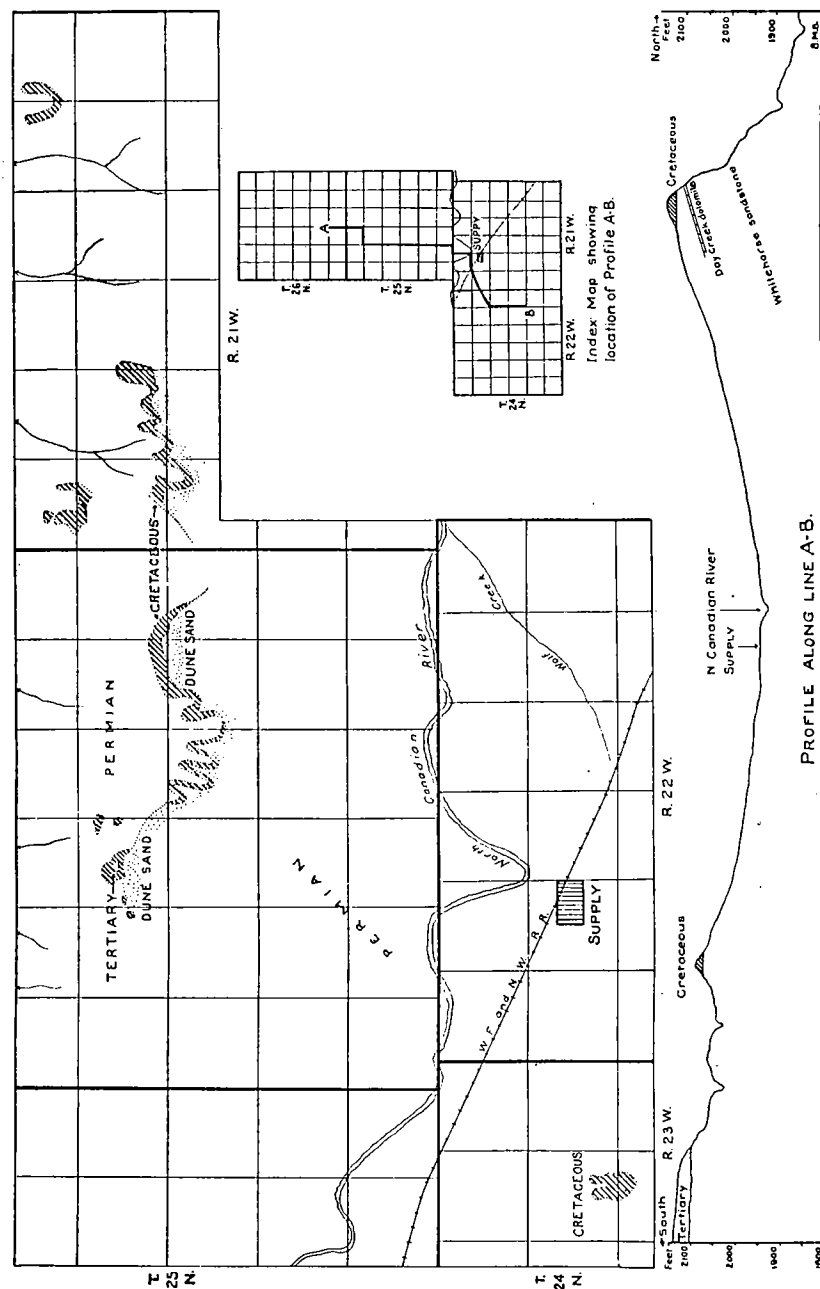 R. 21 W.
CRETACEOUS
DUNE SAND
PERMIAN
TERTIARY
DUNE SAND
PERMIAN
T.
25
N.
North Canadian River
Wolf Creek
W F and N. W. R R.
SUPPLY
CRETACEOUS
T.
24
N.
R. 23 W.
R. 22 W.
T.
26
N.
T.
25
N.
T.
24
N.
A
SUPPLY
B
R. 22 W.
R. 21 W.
Index Map showing
location of Profile A-B.
South
Feet
2100
2000
1900
1800
Tertiary
Cretaceous
SUPPLY
N Canadian River
Cretaceous
Day Creek dolomite
Whitehorse sandstone
North
Feet
2100
2000
1900
PROFILE ALONG LINE A-B.